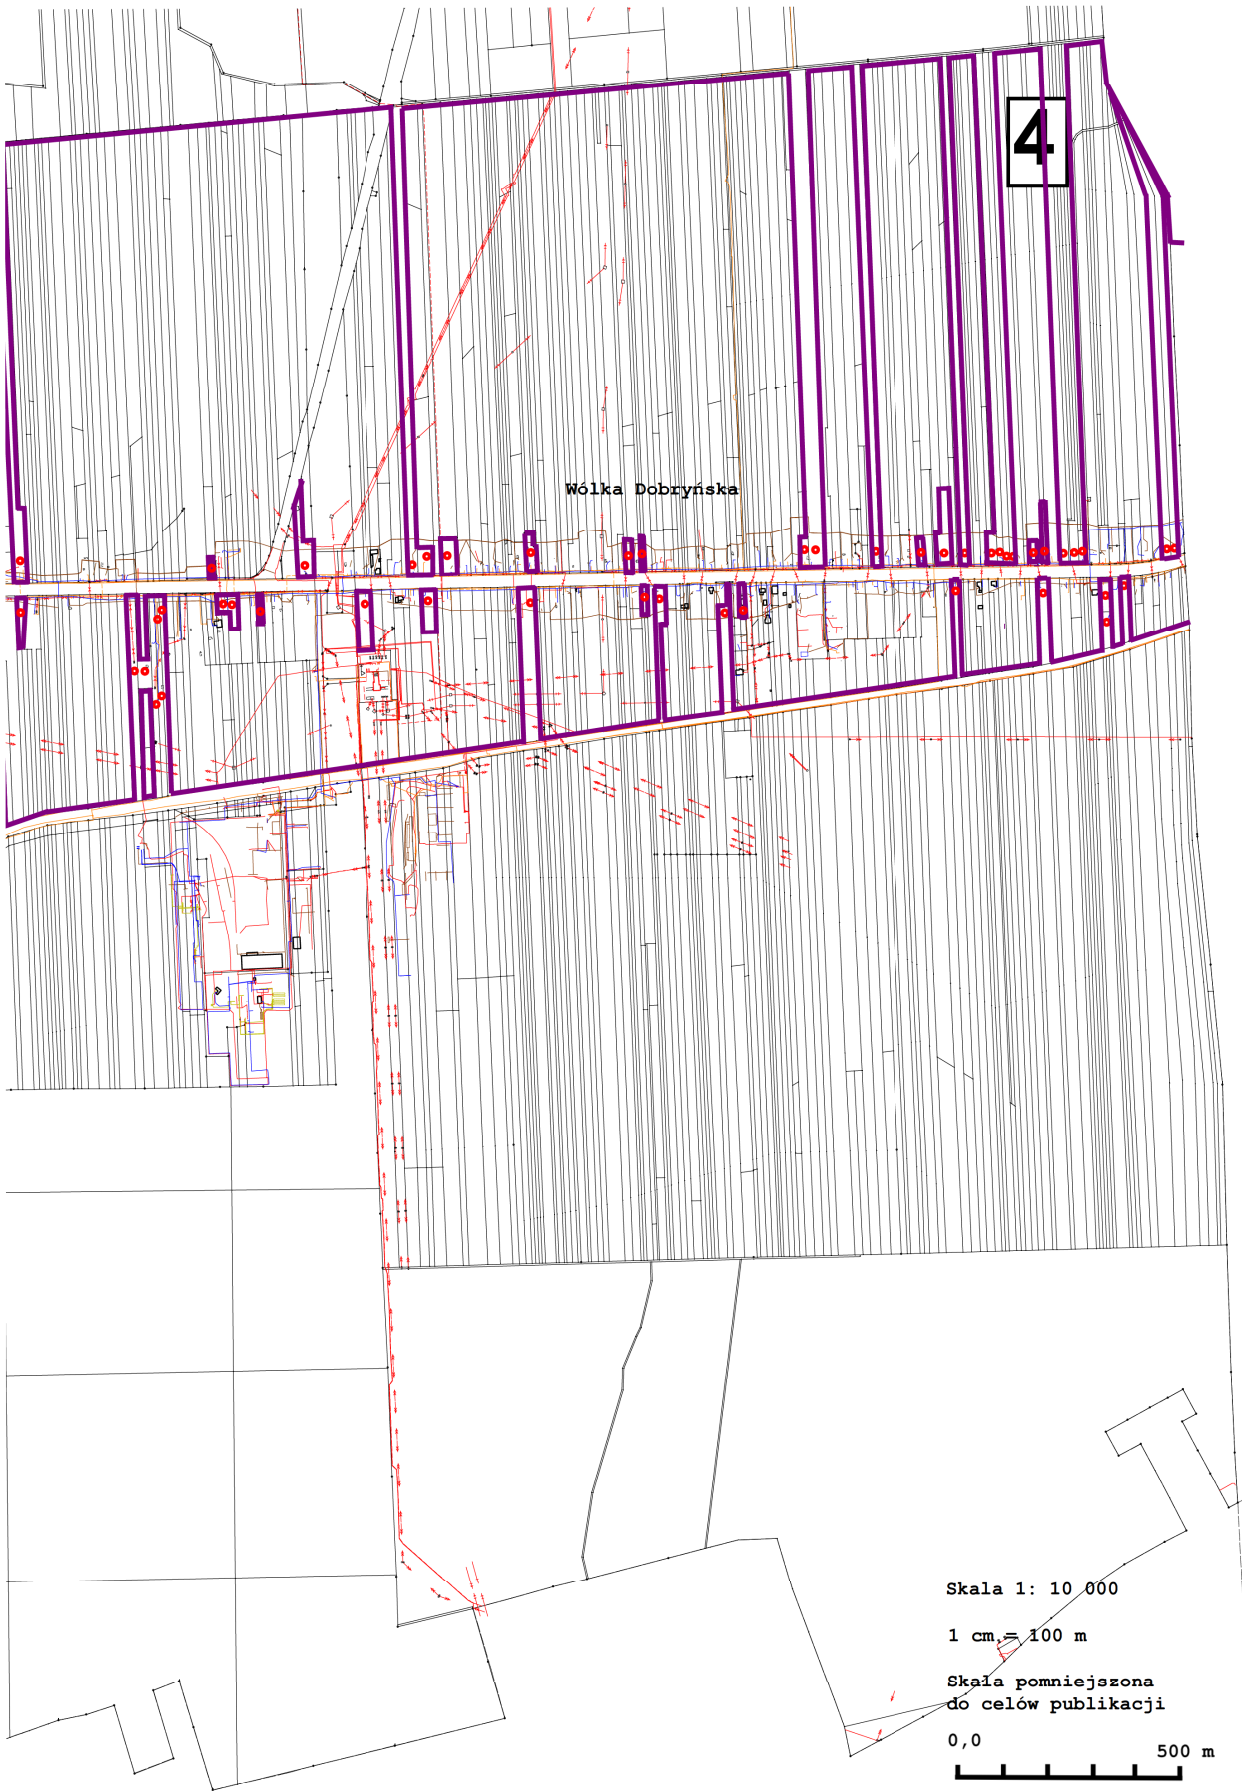 4
Wólka Dobryńska
Skala 1: 10 000
1 cm = 100 m
Skala pomniejszona
do celów publikacji
0,0
500 m